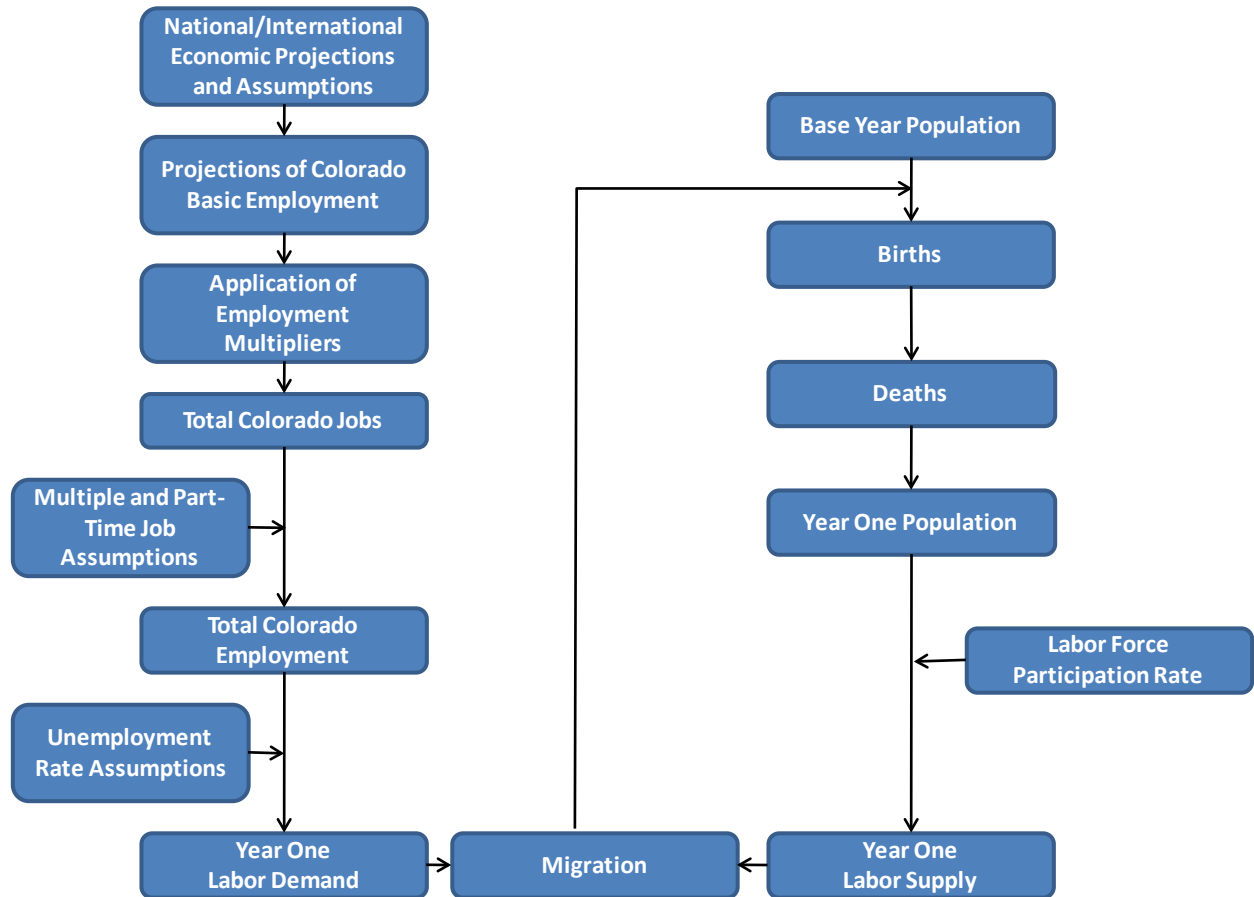 National/International
Economic Projections
and Assumptions
Projections of Colorado
Basic Employment
Application of
Employment
Multipliers
Total Colorado Jobs
Multiple and Part-
Time Job
Assumptions
Total Colorado
Employment
Unemployment
Rate Assumptions
Year One
Labor Demand
Migration
Base Year Population
Births
Deaths
Year One Population
Labor Force
Participation Rate
Year One
Labor Supply